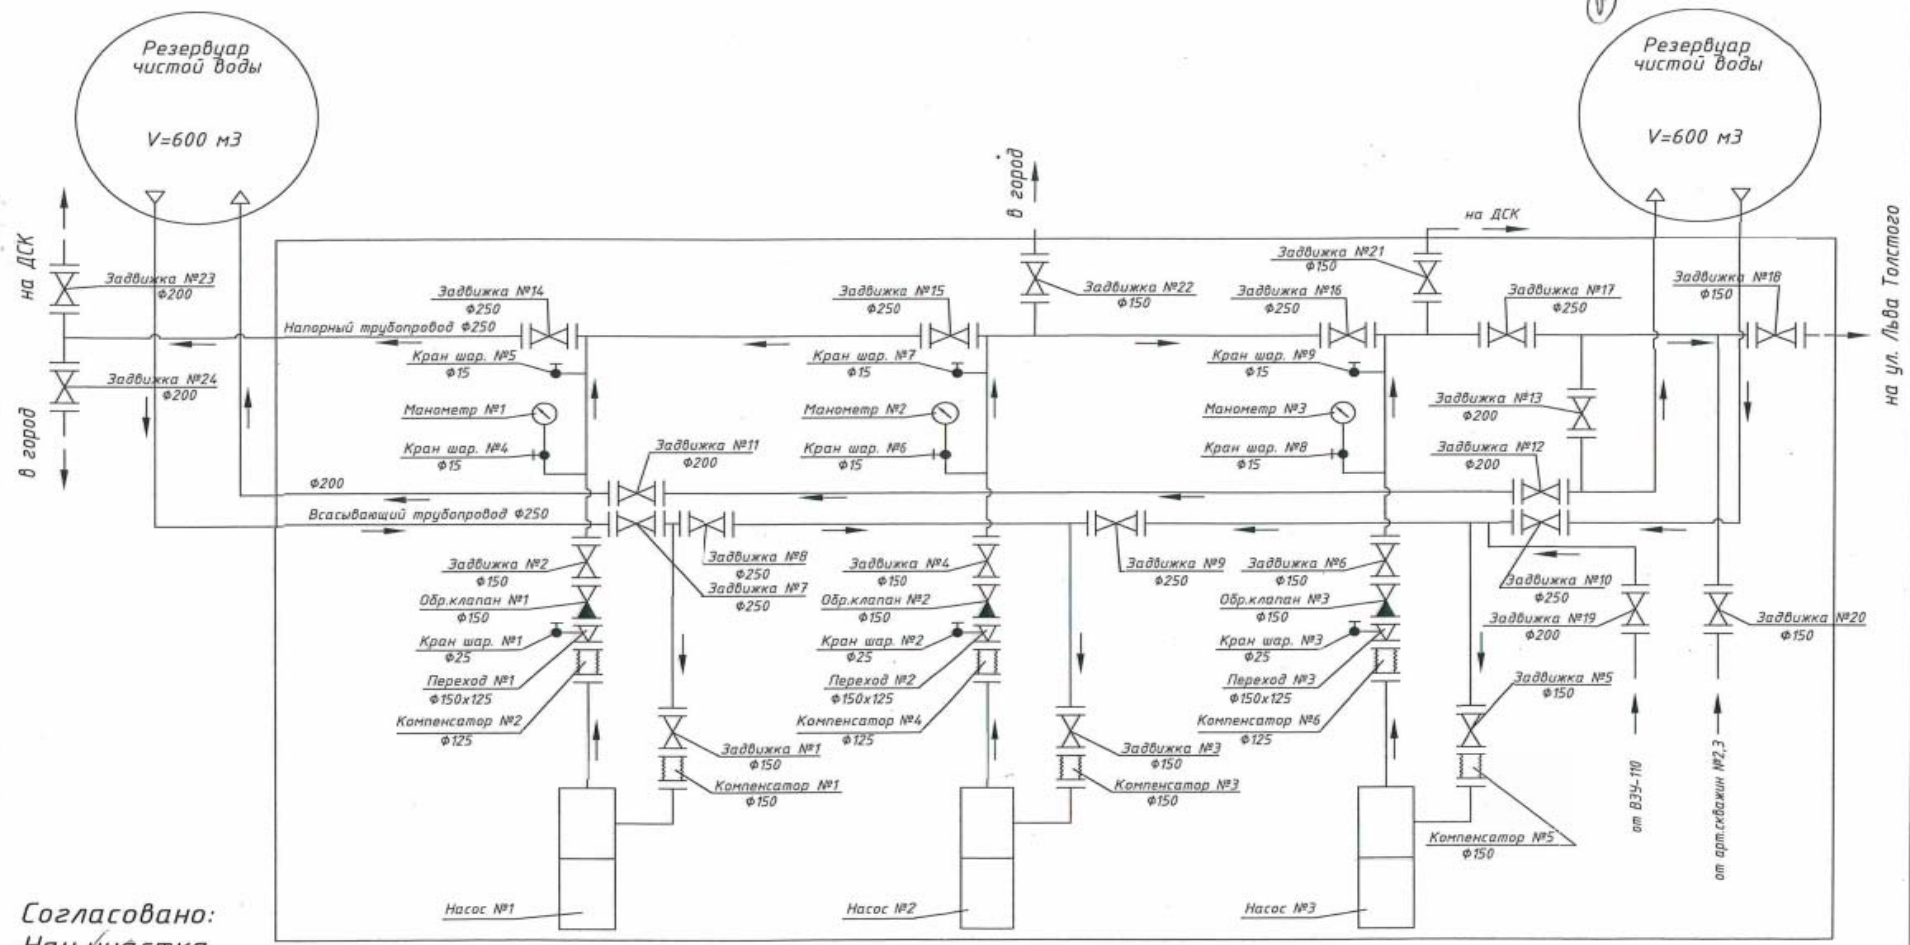 Резервуар
чистой воды
V=600 м3
Резервуар
чистой воды
V=600 м3
на ДСК
в город
в город
на ДСК
на ул. Льва Толстого
Задвижка №23
Ф200
Задвижка №24
Ф200
Задвижка №14
Ф250
Задвижка №15
Ф250
Задвижка №22
Ф150
Задвижка №21
Ф150
Задвижка №16
Ф250
Задвижка №17
Ф250
Задвижка №18
Ф150
Напорный трубопровод Ф250
Кран шар. №5
Ф15
Кран шар. №7
Ф15
Кран шар. №9
Ф15
Манометр №1
Манометр №2
Манометр №3
Задвижка №13
Ф200
Кран шар. №4
Ф15
Задвижка №11
Ф200
Кран шар. №6
Ф15
Кран шар. №8
Ф15
Задвижка №12
Ф200
Ф200
Всасывающий трубопровод Ф250
Задвижка №2
Ф150
Задвижка №8
Ф250
Задвижка №7
Ф250
Задвижка №4
Ф150
Задвижка №9
Ф250
Задвижка №6
Ф150
Задвижка №10
Ф250
Обр.клапан №1
Ф150
Обр.клапан №2
Ф150
Обр.клапан №3
Ф150
Задвижка №19
Ф200
Задвижка №20
Ф150
Кран шар. №1
Ф25
Кран шар. №2
Ф25
Кран шар. №3
Ф25
Переход №1
Ф150х125
Переход №2
Ф150х125
Переход №3
Ф150х125
Задвижка №5
Ф150
Компенсатор №2
Ф125
Компенсатор №4
Ф125
Компенсатор №6
Ф125
Задвижка №1
Ф150
Задвижка №3
Ф150
Компенсатор №1
Ф150
Компенсатор №3
Ф150
Компенсатор №5
Ф150
от ВЗУ-110
от арт.скважин №2,3
Насос №1
Насос №2
Насос №3
Согласовано: